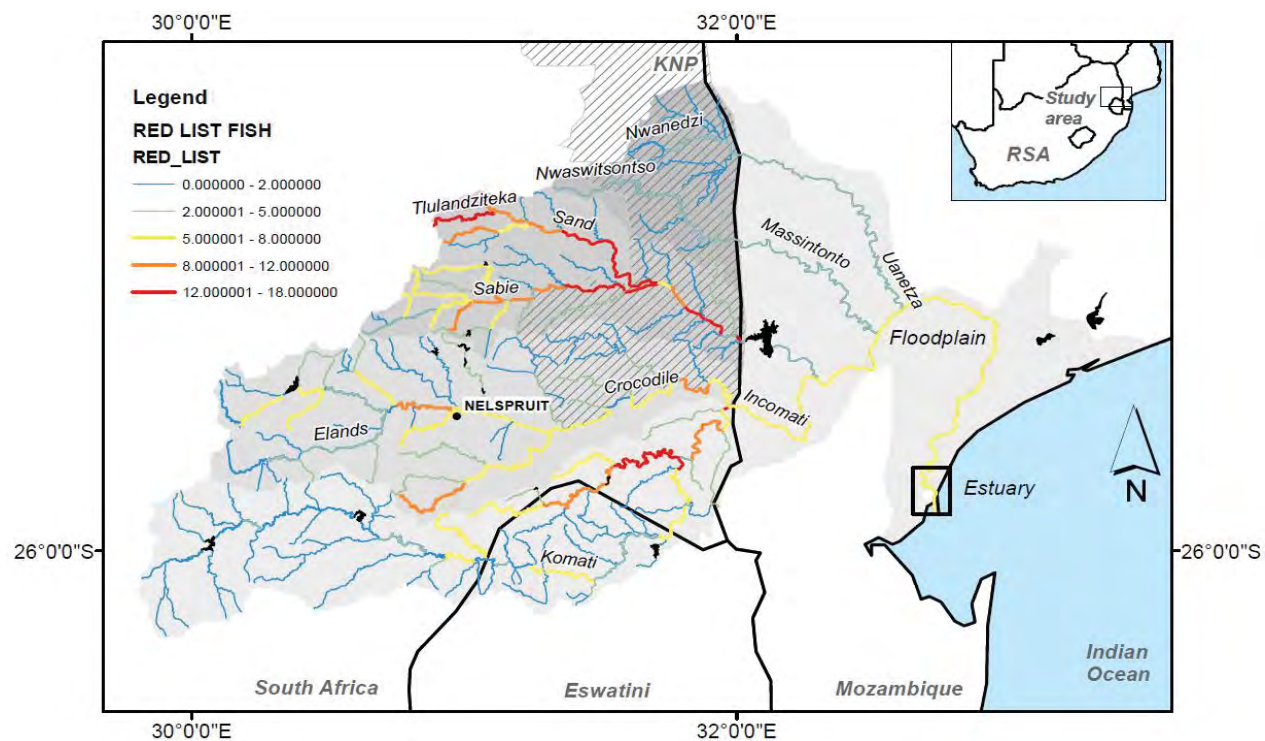 30°0'0"E
32°0'0"E
KNP
Legend
RED LIST FISH
RED_LIST
0.000000 - 2.000000
2.000001 - 5.000000
5.000001 - 8.000000
8.000001 - 12.000000
12.000001 - 18.000000
Study
area
RSA
Nwanedzi
Nwaswitsontso
Tlulandziteka
Sand
Massintonto
Uanetza
Sabie
Floodplain
Crocodile
NELSPRUIT
Incomati
Elands
Estuary
N
26°0'0"S
26°0'0"S
Komati
Indian
Ocean
South Africa
Eswatini
Mozambique
30°0'0"E
32°0'0"E